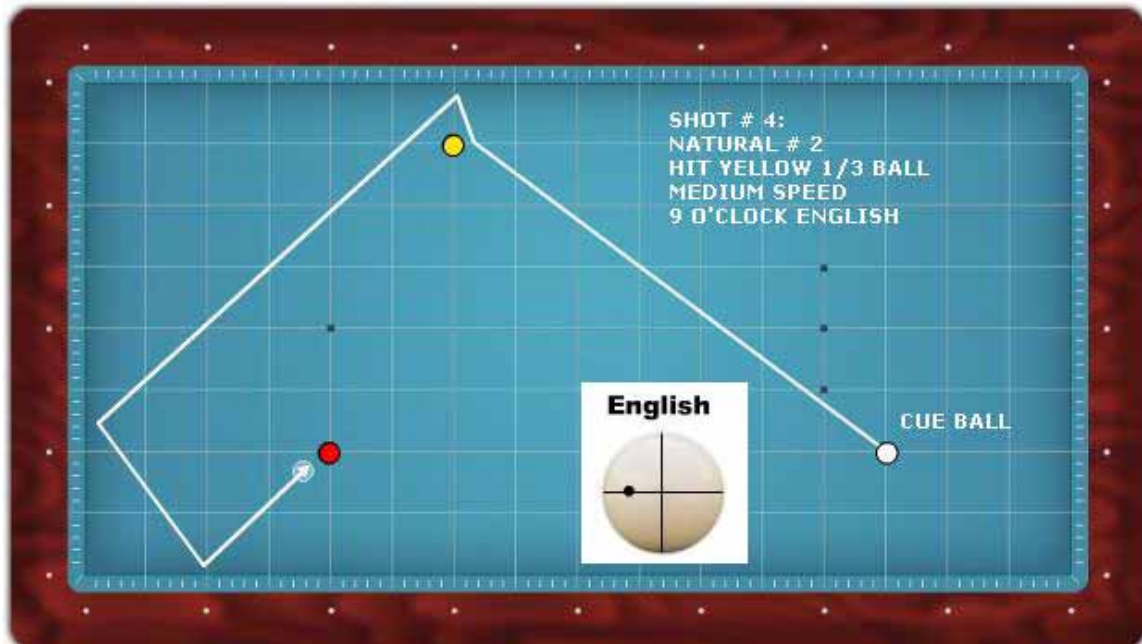 SHOT # 4:
NATURAL # 2
HIT YELLOW 1/3 BALL
MEDIUM SPEED
9 O'CLOCK ENGLISH
English
CUE BALL